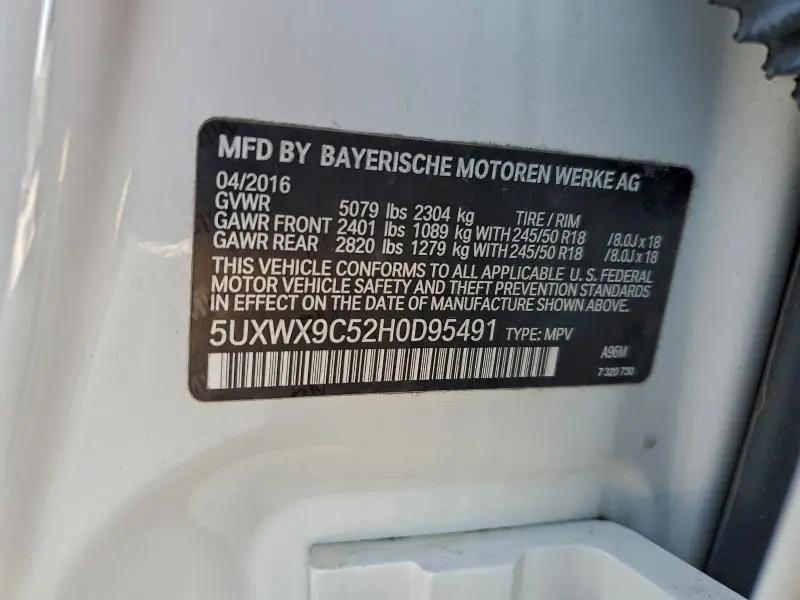 MFD BY BAYERISCHE MOTOREN WERKE AG
04/2016
GVWR 5079 lbs 2304 kg TIRE / RIM
GAWR FRONT 2401 lbs 1089 kg WITH 245/50 R18 /8.0J x 18
GAWR REAR 2820 lbs 1279 kg WITH 245/50 R18 /8.0J x 18
THIS VEHICLE CONFORMS TO ALL APPLICABLE U.S. FEDERAL
MOTOR VEHICLE SAFETY AND THEFT PREVENTION STANDARDS
IN EFFECT ON THE DATE OF MANUFACTURE SHOWN ABOVE.
5UXWX9C52H0D95491 TYPE: MPV
A96M
7 320 730